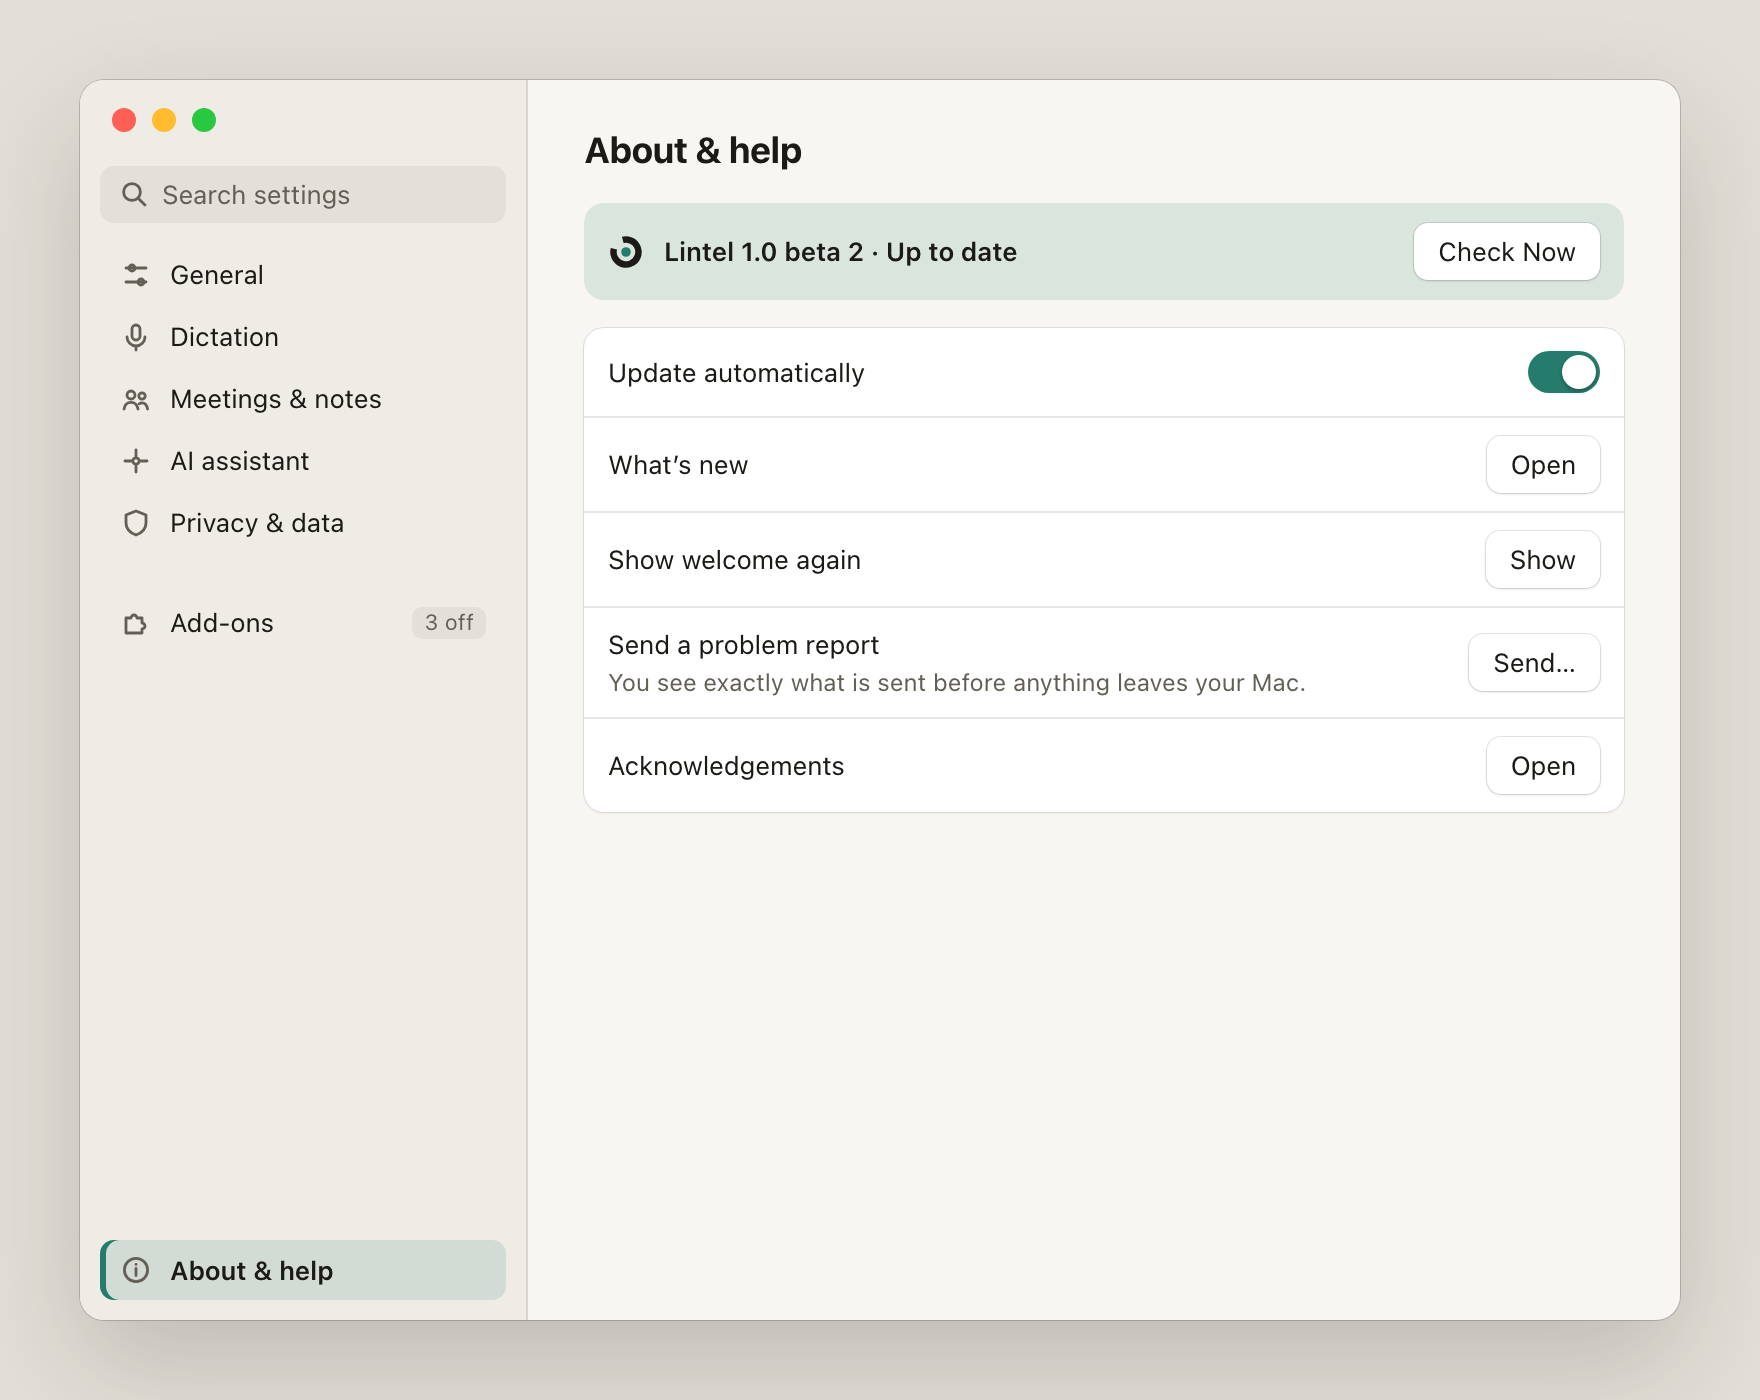 Search settings
General
Dictation
Meetings & notes
AI assistant
Privacy & data
Add-ons 3 off
About & help
About & help
Lintel 1.0 beta 2 · Up to date Check Now
Update automatically
What’s new Open
Show welcome again Show
Send a problem report
You see exactly what is sent before anything leaves your Mac.
Send...
Acknowledgements Open